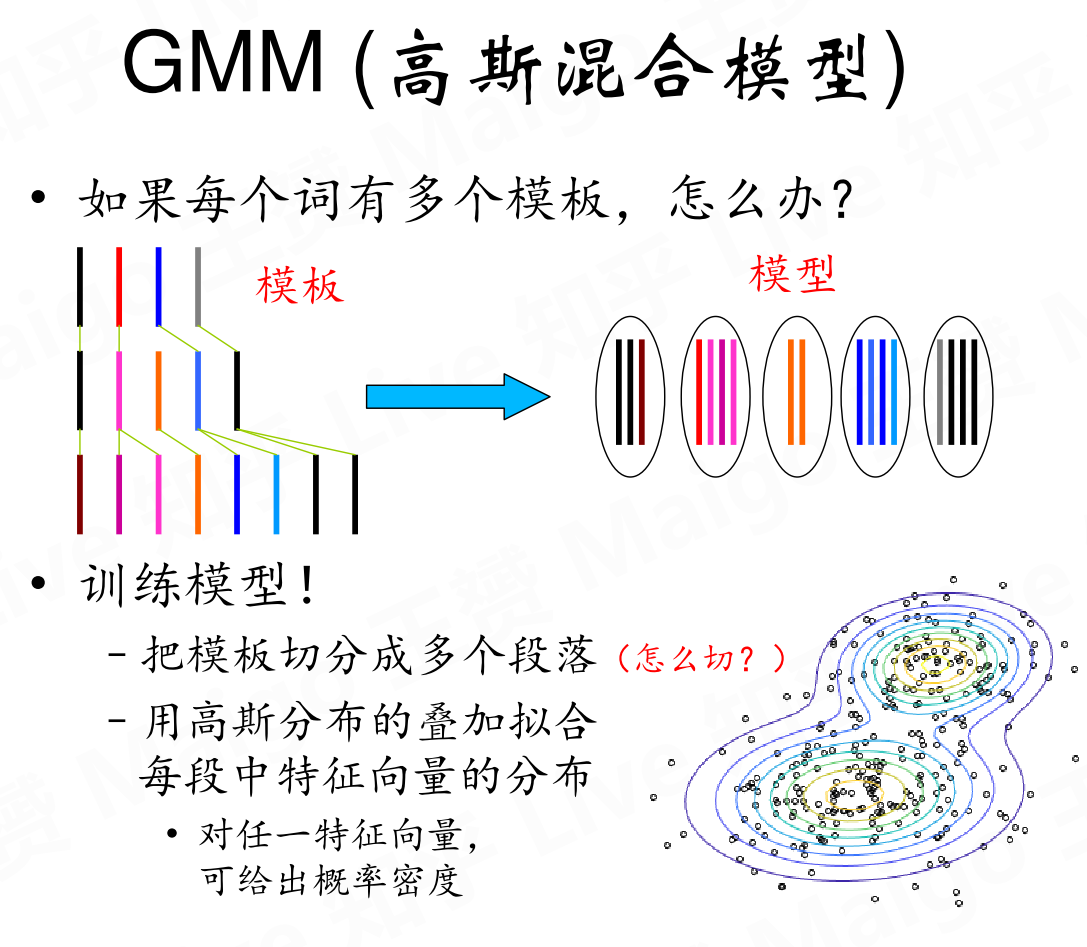 GMM (高斯混合模型)
• 如果每个词有多个模板，怎么办？
模板
模型
• 训练模型！
– 把模板切分成多个段落（怎么切？）
– 用高斯分布的叠加拟合
每段中特征向量的分布
• 对任一特征向量，
可给出概率密度